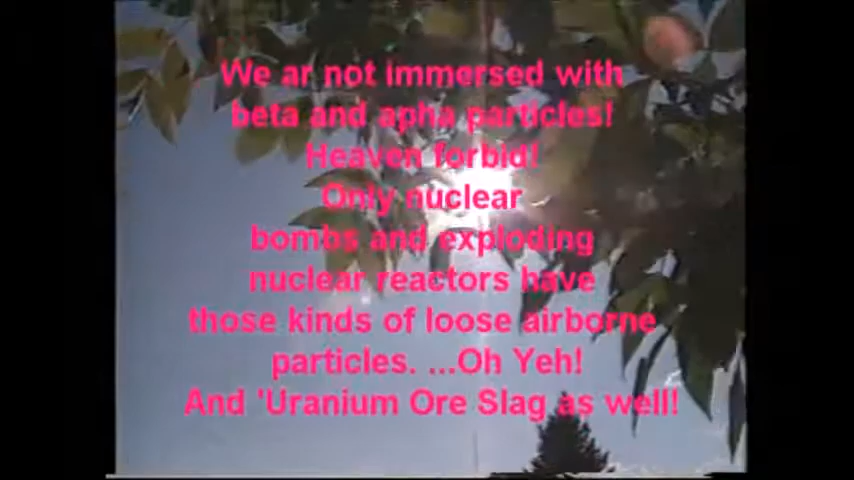 We ar not immersed with
beta and apha particles!
Heaven forbid!
Only nuclear
bombs and exploding
nuclear reactors have
those kinds of loose airborne
particles. ...Oh Yeh!
And 'Uranium Ore Slag as well!